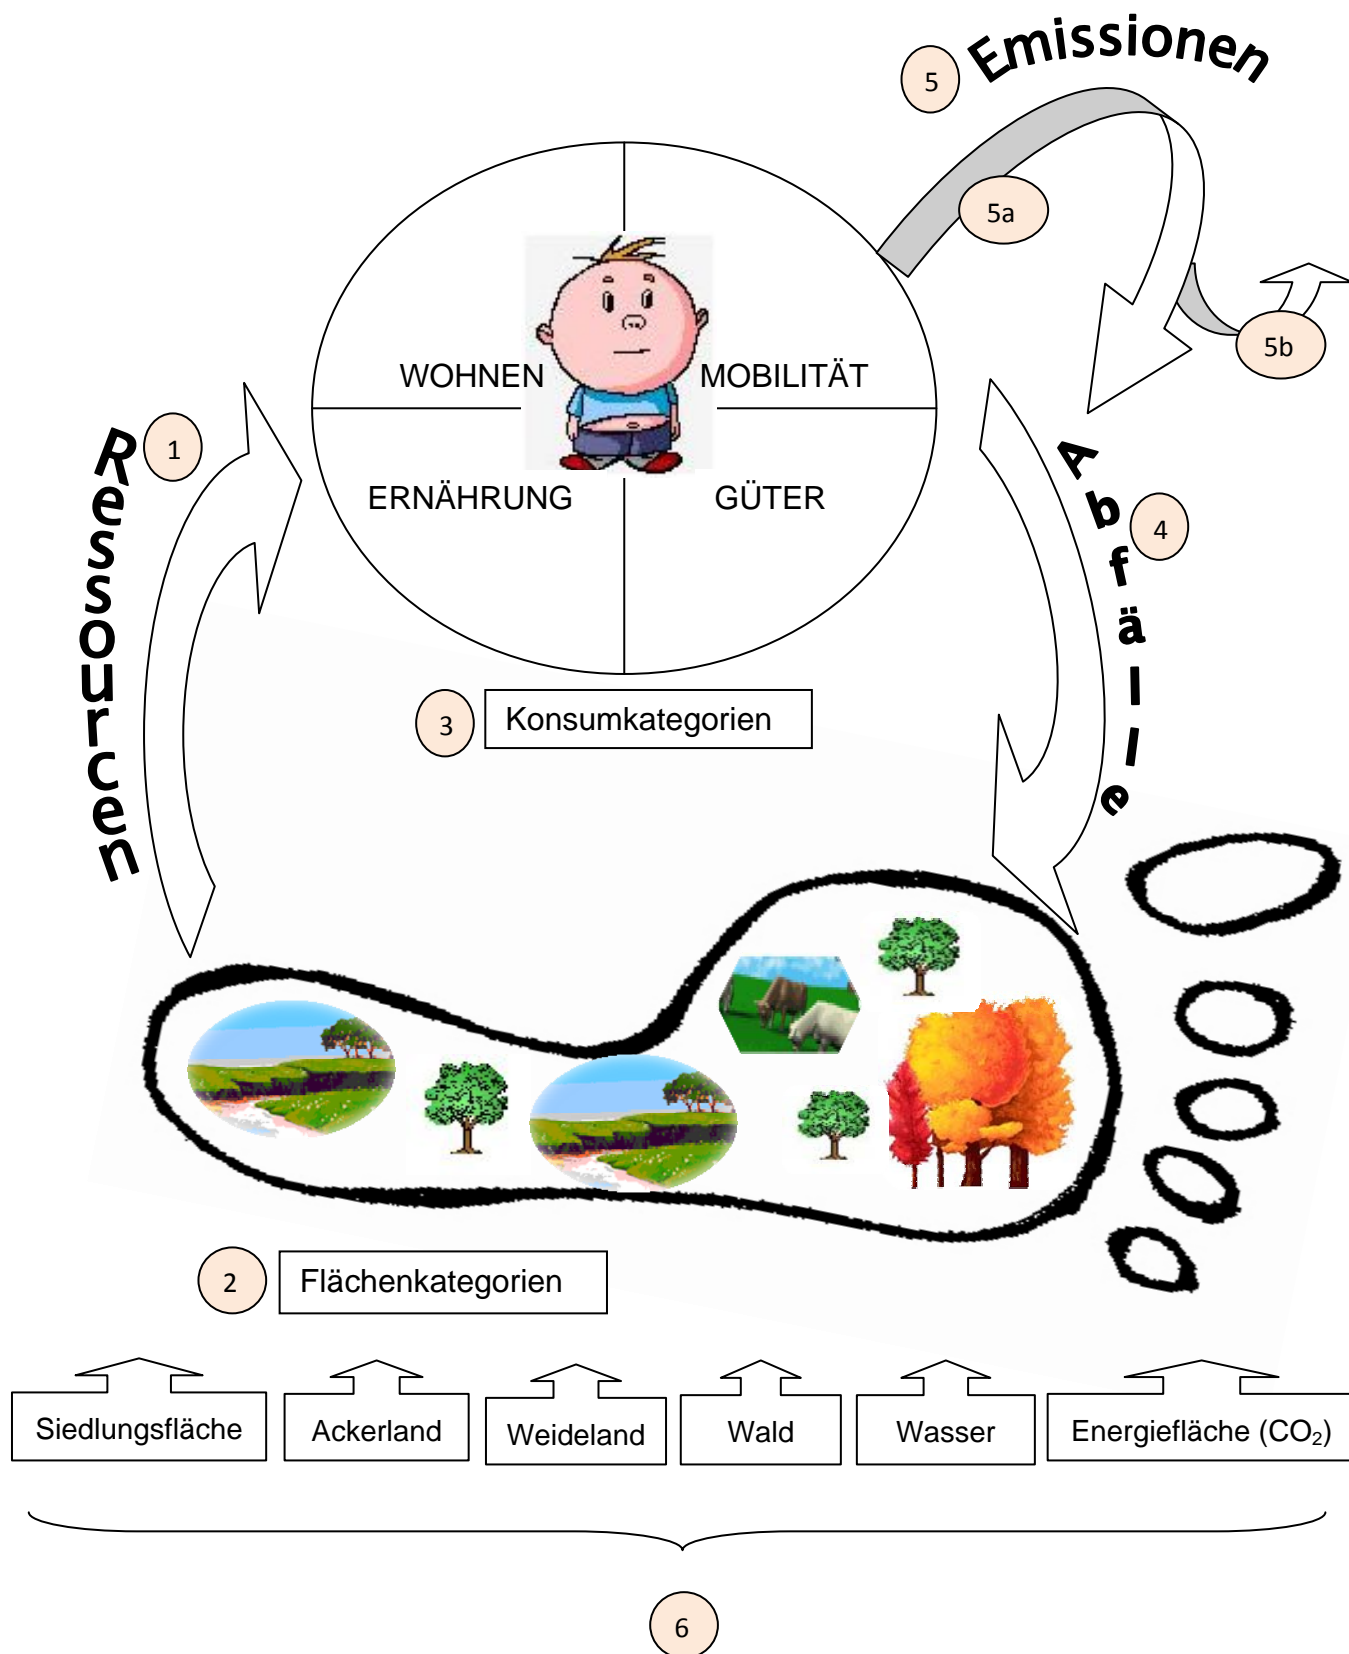 5 Emissionen
5a
5b
WOHNEN MOBILITÄT
ERNÄHRUNG GÜTER
1 Ressourcen
4 Abfälle
3 Konsumkategorien
2 Flächenkategorien
Siedlungsfläche Ackerland Weideland Wald Wasser Energiefläche (CO₂)
6